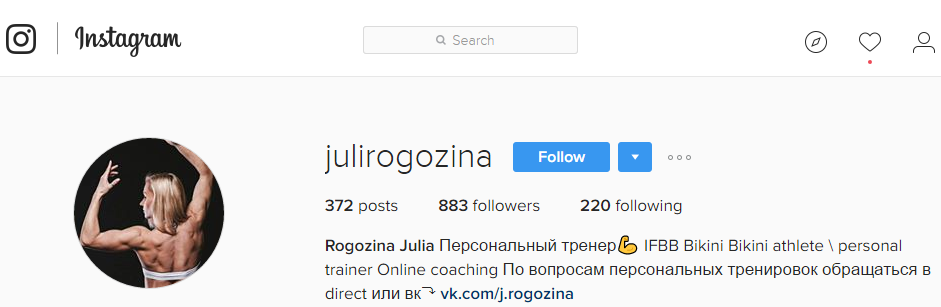 Instagram
Search
julirogozina Follow
372 posts 883 followers 220 following
Rogozina Julia Персональный тренер💪 IFBB Bikini Bikini athlete \ personal
trainer Online coaching По вопросам персональных тренировок обращаться в
direct или вк⤵ vk.com/j.rogozina